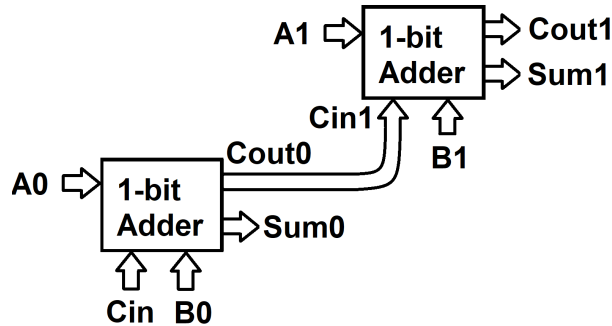 A1
1-bit
Adder
Cout1
Sum1
Cin1
B1
Cout0
A0
1-bit
Adder
Sum0
Cin
B0